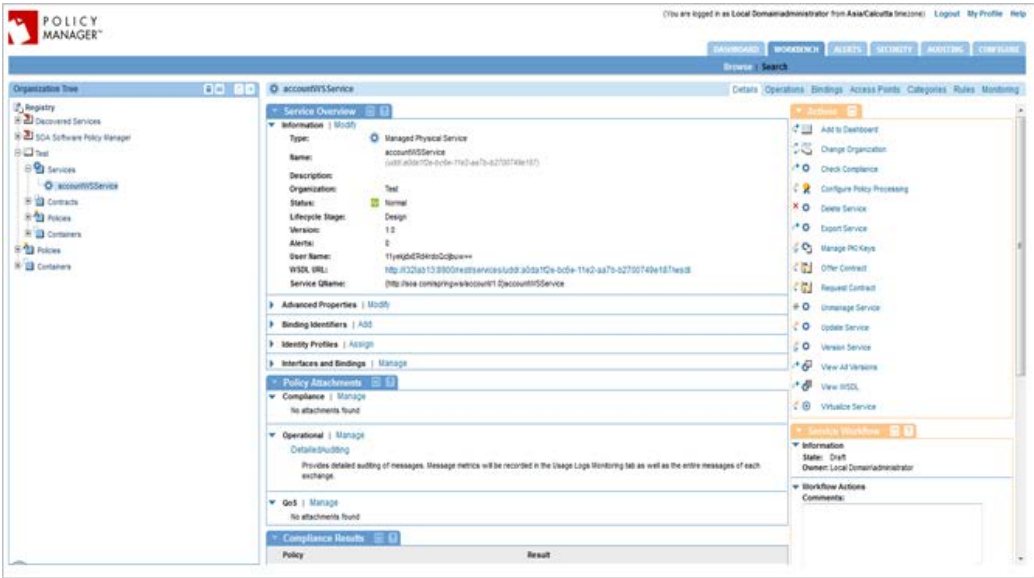 POLICY
MANAGER™
(You are logged in as Local Domain\administrator from Asia/Calcutta timezone) Logout My Profile Help
DASHBOARD WORKBENCH ALERTS SECURITY AUDITING CONFIGURE
Browse | Search
Organization Tree
Registry
Discovered Services
SOA Software Policy Manager
Test
Services
accountWSService
Contracts
Policies
Containers
Policies
Containers
accountWSService
Details Operations Bindings Access Points Categories Rules Monitoring
Service Overview
Information | Modify
Type: Managed Physical Service
Name: accountWSService
Description:
Organization: Test
Status: Normal
Lifecycle Stage: Design
Version: 1.0
Alerts: 0
User Name:
WSDL URL:
Service QName: {http://soa.com/springws/account/1.0}accountWSService
Advanced Properties | Modify
Binding Identifiers | Add
Identity Profiles | Assign
Interfaces and Bindings | Manage
Policy Attachments
Compliance | Manage
No attachments found
Operational | Manage
DetailedAuditing
Provides detailed auditing of messages. Message metrics will be recorded in the Usage Logs Monitoring tab as well as the entire messages of each
exchange.
QoS | Manage
No attachments found
Compliance Results
Policy Result
Actions
Add to Dashboard
Change Organization
Check Compliance
Configure Policy Processing
Delete Service
Export Service
Manage PKI Keys
Offer Contract
Request Contract
Unmanage Service
Update Service
Version Service
View All Versions
View WSDL
Virtualize Service
Service Workflow
Information
State: Draft
Owner: Local Domain\administrator
Workflow Actions
Comments: